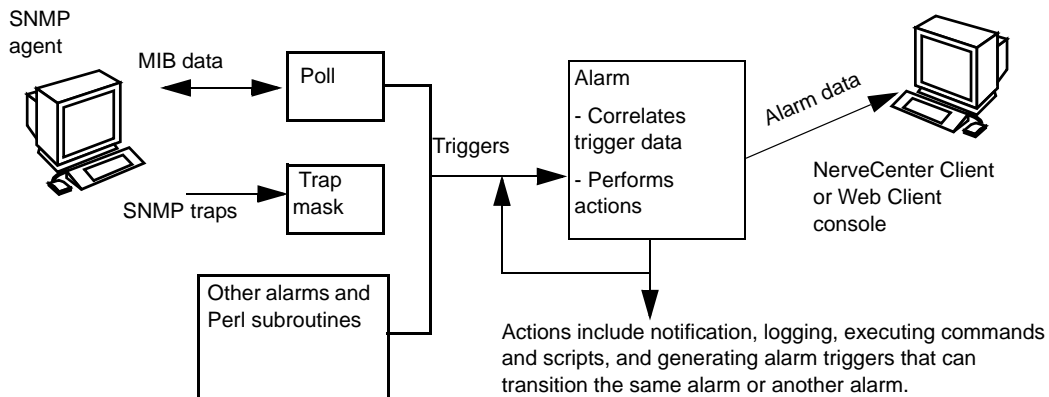 SNMP
agent
MIB data
Poll
SNMP traps
Trap
mask
Other alarms and
Perl subroutines
Triggers
Alarm
- Correlates
trigger data
- Performs
actions
Alarm data
NerveCenter Client
or Web Client
console
Actions include notification, logging, executing commands
and scripts, and generating alarm triggers that can
transition the same alarm or another alarm.